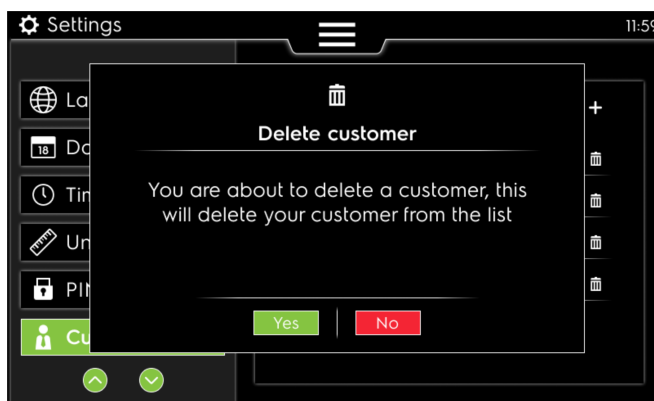 Settings
11:59
Delete customer
You are about to delete a customer, this
will delete your customer from the list
La
18
Da
Tin
Un
PIN
Cu
+
Yes
No